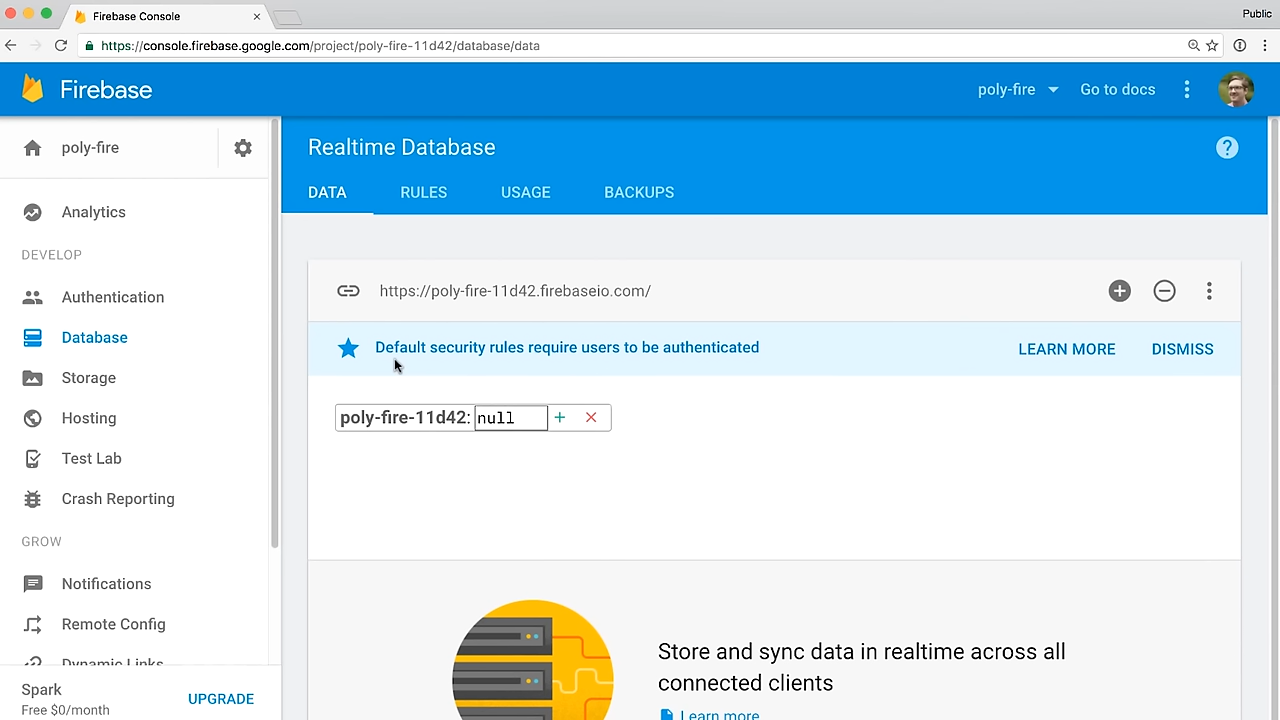 Firebase Console
Public
https://console.firebase.google.com/project/poly-fire-11d42/database/data
Firebase
poly-fire
Go to docs
poly-fire
Analytics
DEVELOP
Authentication
Database
Storage
Hosting
Test Lab
Crash Reporting
GROW
Notifications
Remote Config
Dynamic Links
Spark
Free $0/month
UPGRADE
Realtime Database
DATA
RULES
USAGE
BACKUPS
https://poly-fire-11d42.firebaseio.com/
Default security rules require users to be authenticated
LEARN MORE
DISMISS
poly-fire-11d42: null
Store and sync data in realtime across all
connected clients
Learn more